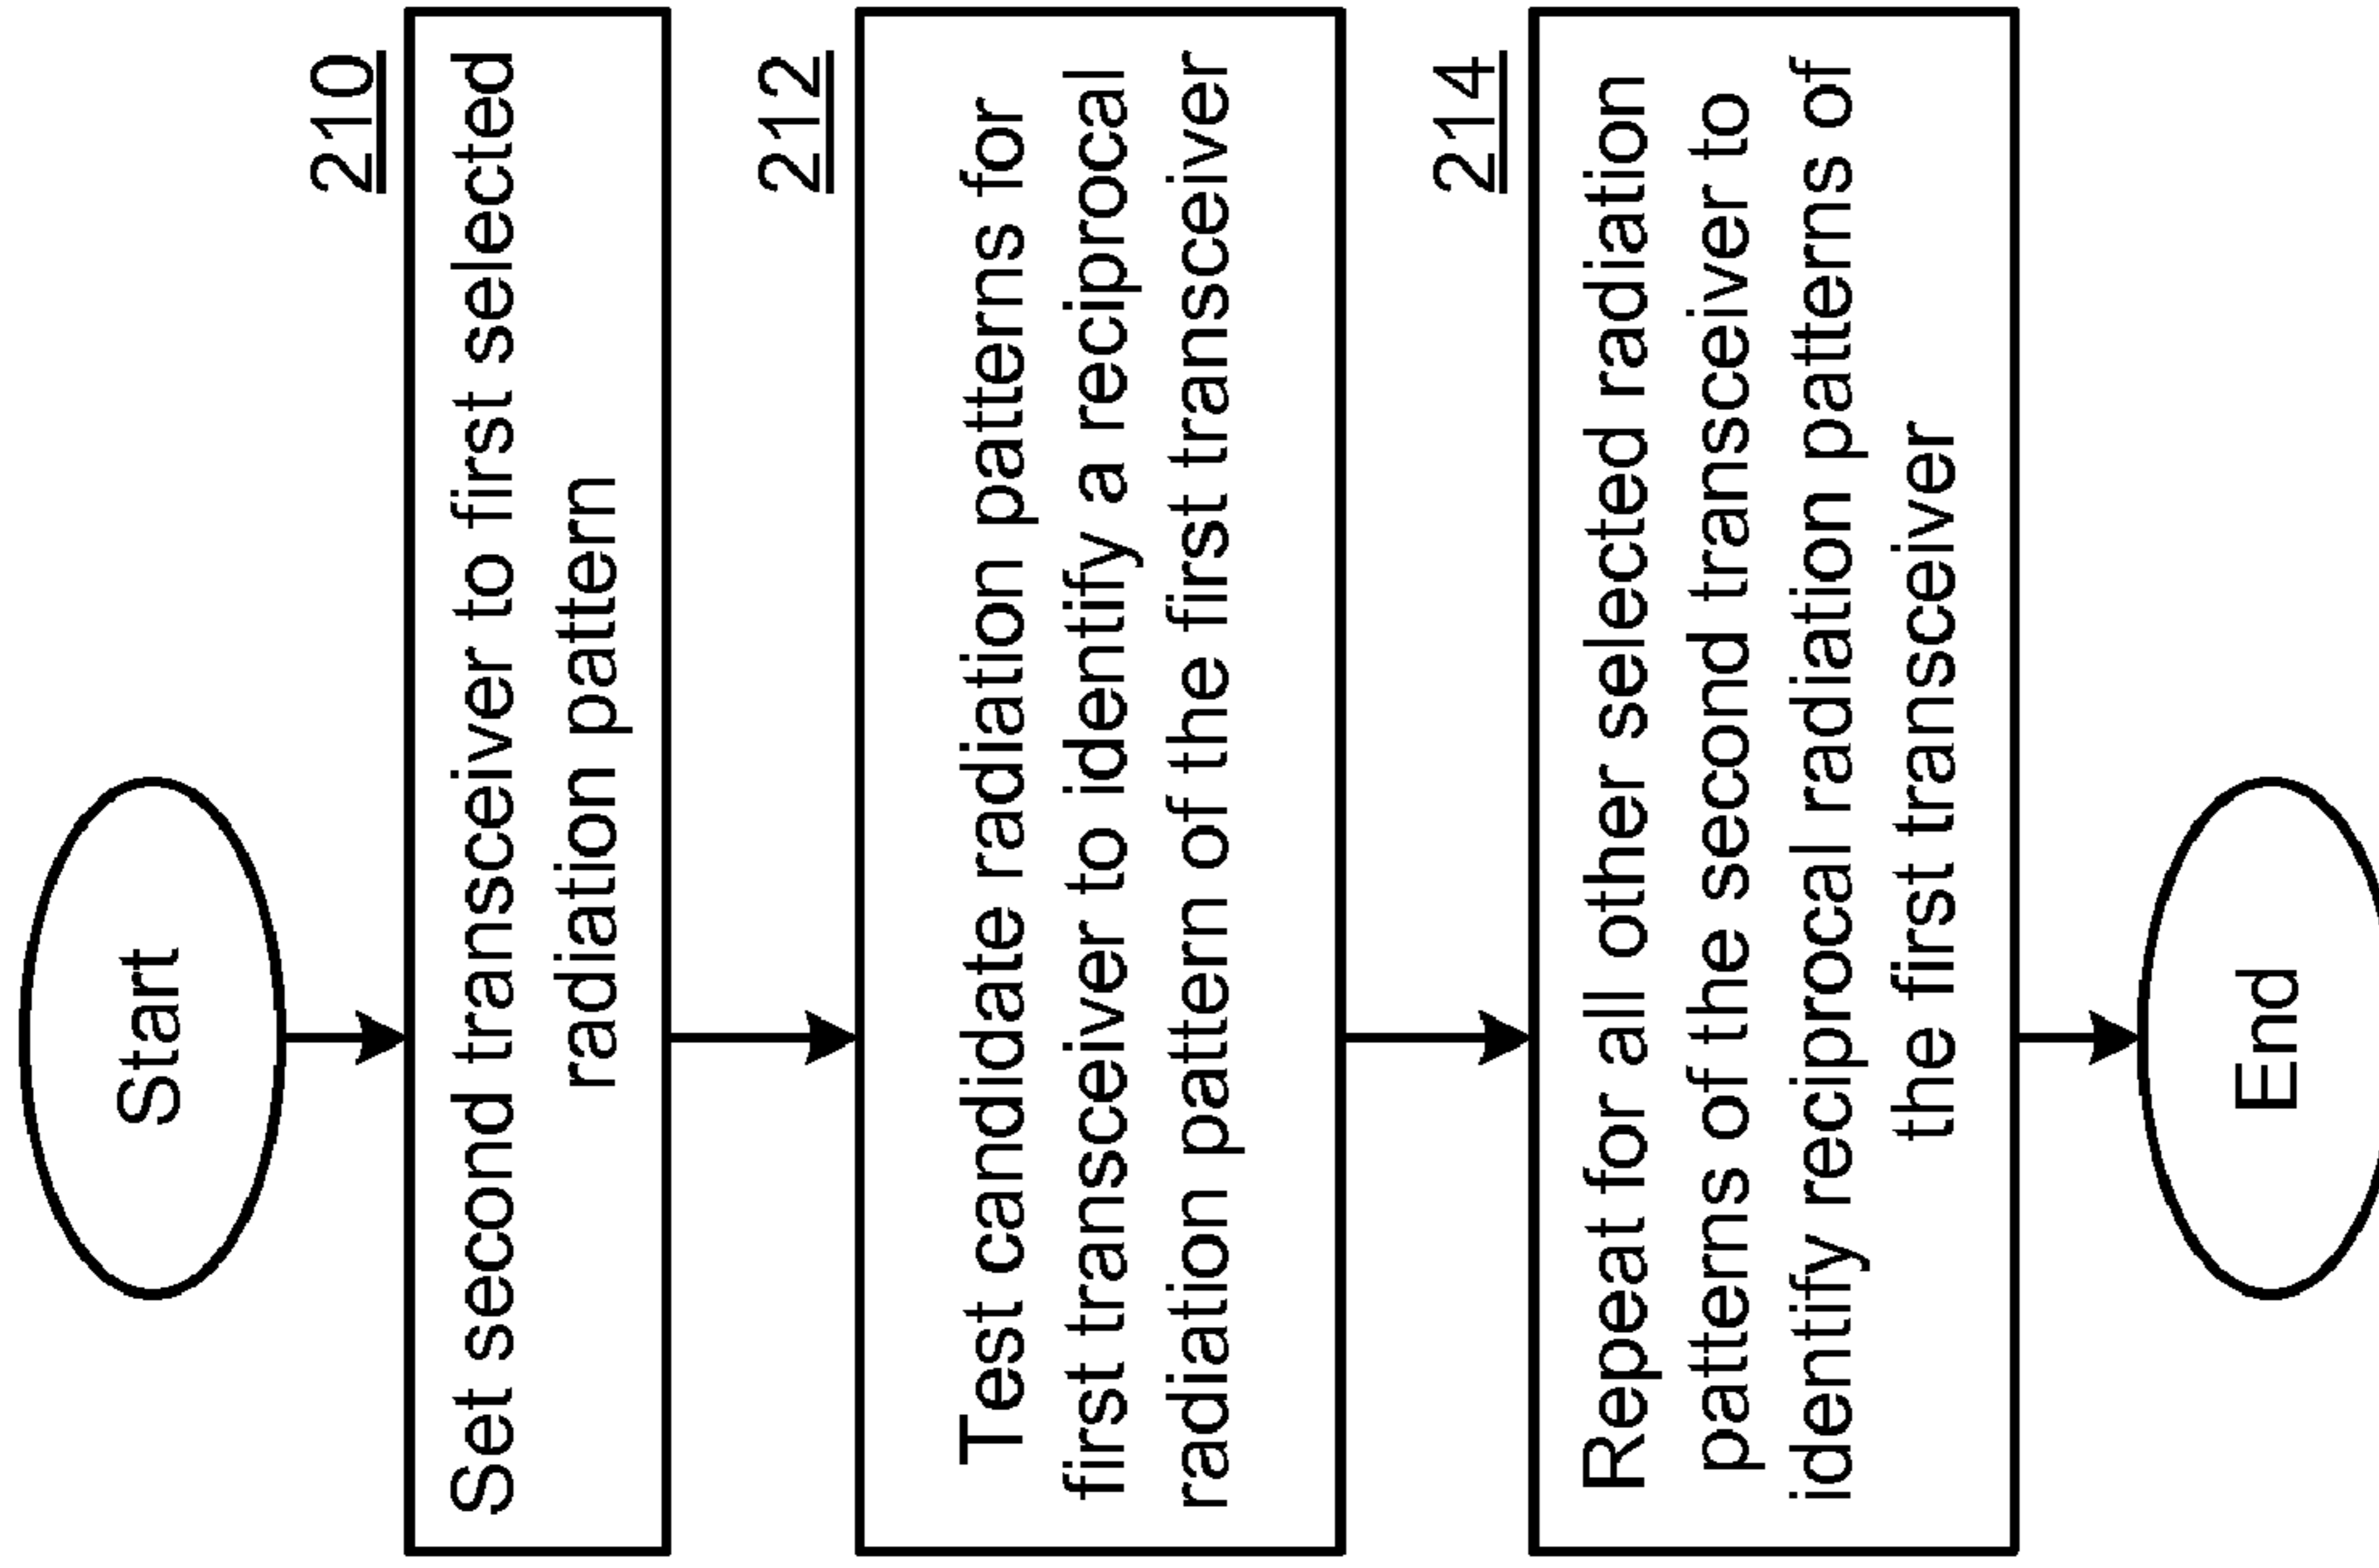 Start
210
Set second transceiver to first selected
radiation pattern
212
Test candidate radiation patterns for
first transceiver to identify a reciprocal
radiation pattern of the first transceiver
214
Repeat for all other selected radiation
patterns of the second transceiver to
identify reciprocal radiation patterns of
the first transceiver
End